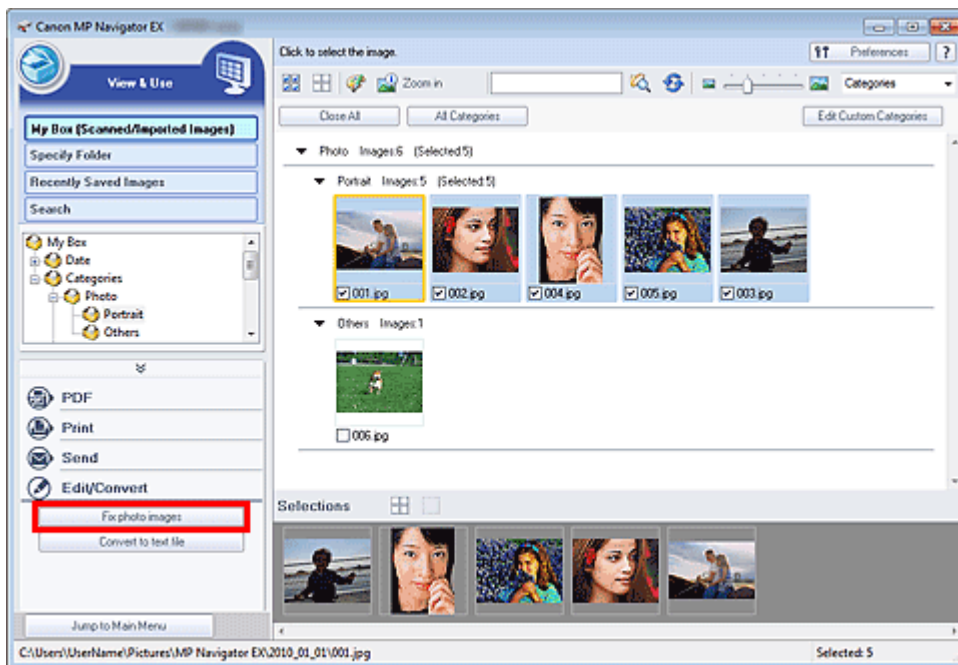 Canon MP Navigator EX
View & Use
My Box (Scanned/Imported Images)
Specify Folder
Recently Saved Images
Search
My Box
Date
Categories
Photo
Portrait
Others
PDF
Print
Send
Edit/Convert
Fix photo images
Convert to text file
Jump to Main Menu
Click to select the image.
Preferences
?
Zoom in
Categories
Close All
All Categories
Edit Custom Categories
Photo Images:6 (Selected:5)
Portrait Images:5 (Selected:5)
001.jpg 002.jpg 004.jpg 005.jpg 003.jpg
Others Images:1
006.jpg
Selections
C:\Users\UserName\Pictures\MP Navigator EX\2010_01_01\001.jpg
Selected: 5